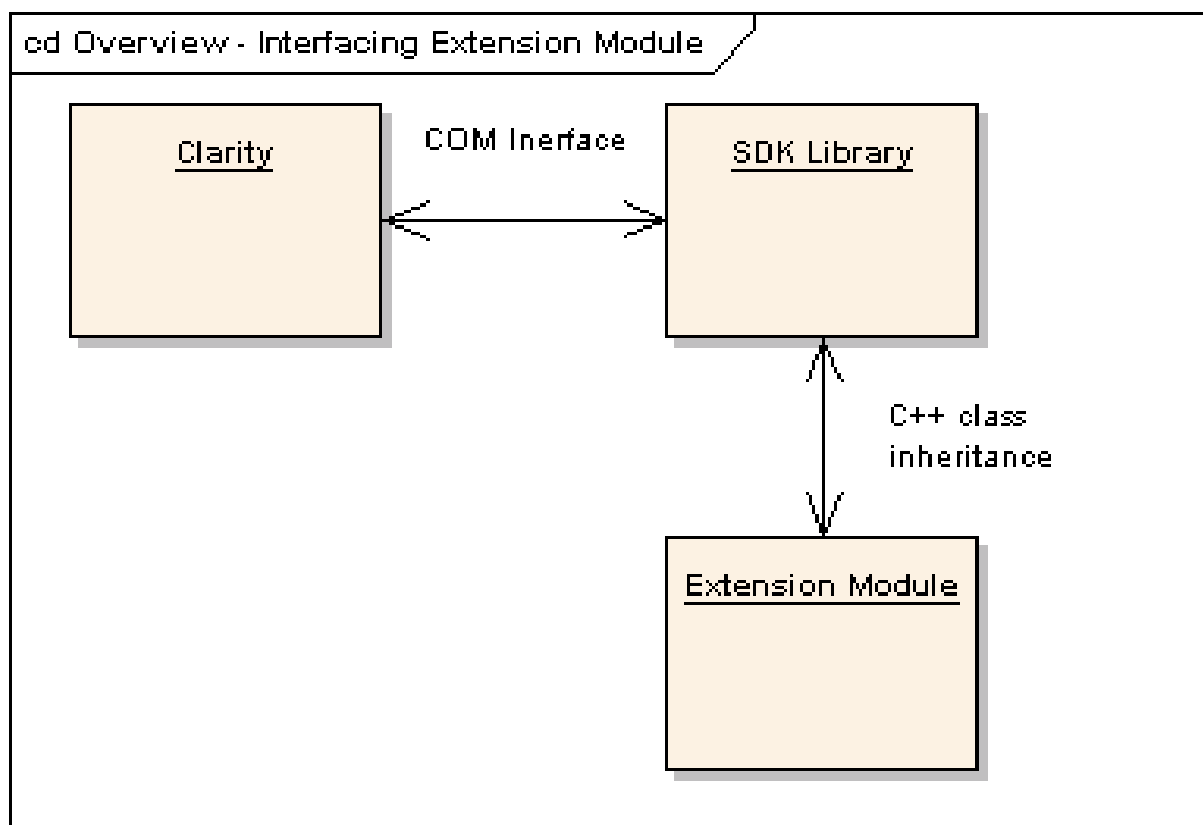 cd Overview - Interfacing Extension Module
Clarity
COM Inerface
SDK Library
C++ class
inheritance
Extension Module